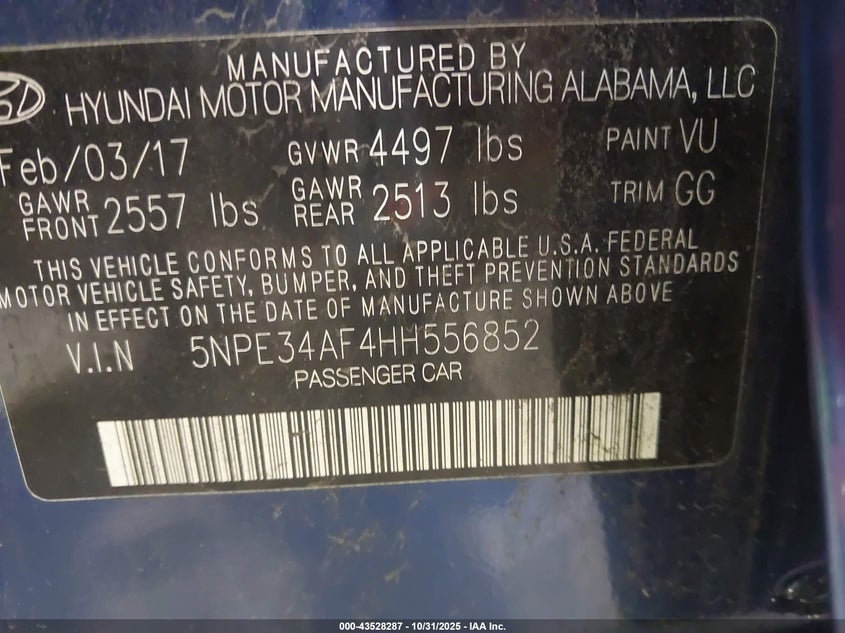 MANUFACTURED BY
HYUNDAI MOTOR MANUFACTURING ALABAMA, LLC
Feb/03/17 GVWR 4497 lbs PAINT VU
GAWR FRONT 2557 lbs GAWR REAR 2513 lbs TRIM GG
THIS VEHICLE CONFORMS TO ALL APPLICABLE U.S.A. FEDERAL
MOTOR VEHICLE SAFETY, BUMPER, AND THEFT PREVENTION STANDARDS
IN EFFECT ON THE DATE OF MANUFACTURE SHOWN ABOVE
V.I.N 5NPE34AF4HH556852
PASSENGER CAR
000-43528287 - 10/31/2025 - IAA Inc.